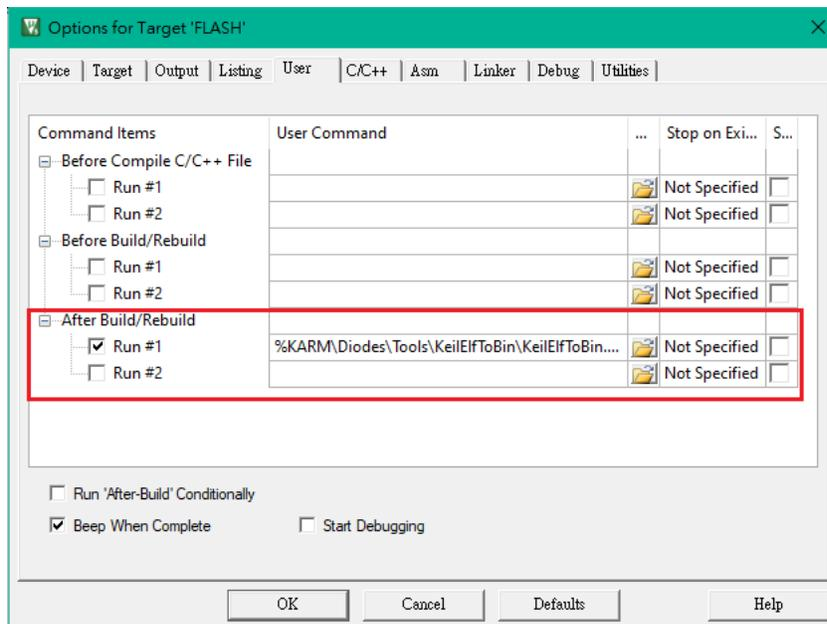 Options for Target 'FLASH'
Device Target Output Listing User C/C++ Asm Linker Debug Utilities
Command Items User Command ... Stop on Exi... S...
Before Compile C/C++ File
Run #1 Not Specified
Run #2 Not Specified
Before Build/Rebuild
Run #1 Not Specified
Run #2 Not Specified
After Build/Rebuild
Run #1 %KARM\Diodes\Tools\KeilElfToBin\KeilElfToBin.... Not Specified
Run #2 Not Specified
Run 'After-Build' Conditionally
Beep When Complete Start Debugging
OK Cancel Defaults Help